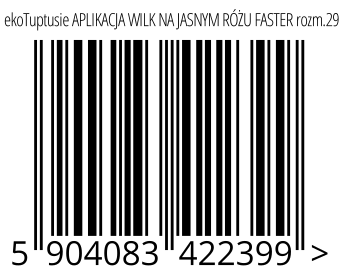 ekoTuptusie APLIKACJA WILK NA JASNYM RÓŻU FASTER rozm.29
5 904083 422399 >